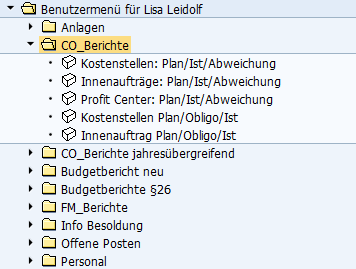 Benutzermenü für Lisa Leidolf
Anlagen
CO_Berichte
Kostenstellen: Plan/Ist/Abweichung
Innenaufträge: Plan/Ist/Abweichung
Profit Center: Plan/Ist/Abweichung
Kostenstellen Plan/Obligo/Ist
Innenauftrag Plan/Obligo/Ist
CO_Berichte jahresübergreifend
Budgetbericht neu
Budgetberichte §26
FM_Berichte
Info Besoldung
Offene Posten
Personal